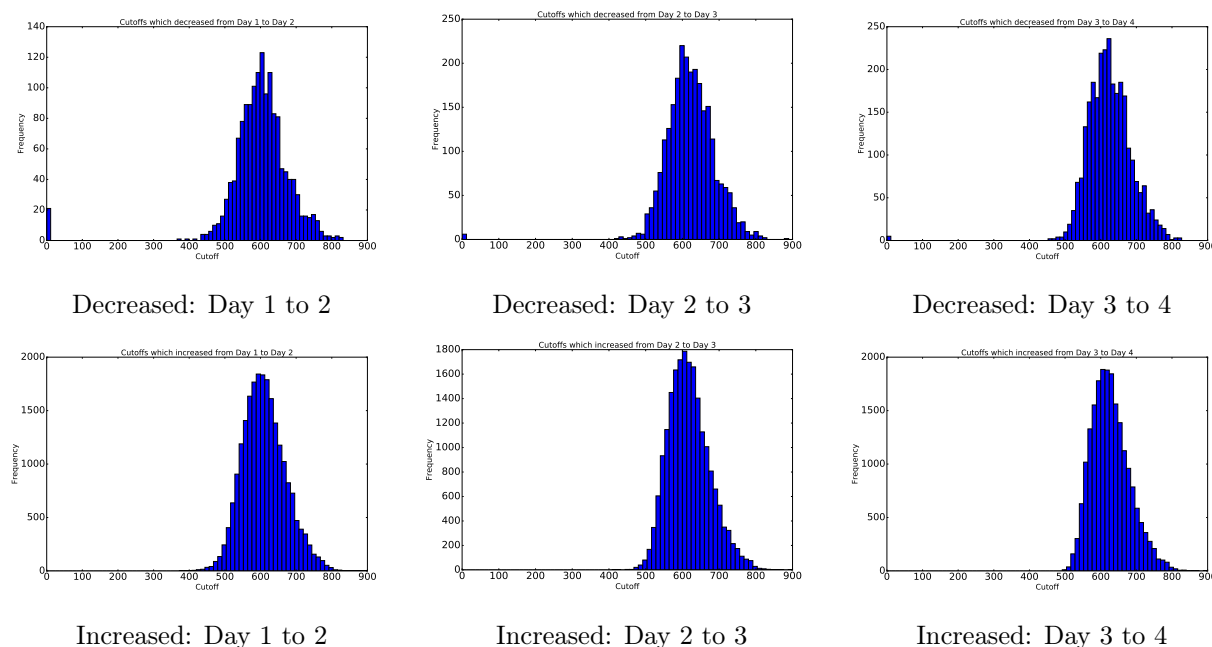 Cutoffs which decreased from Day 1 to Day 2
140
120
100
80
60
40
20
0
Frequency
0 100 200 300 400 500 600 700 800 900
Cutoff
Decreased: Day 1 to 2
Cutoffs which decreased from Day 2 to Day 3
250
200
150
100
50
0
Frequency
0 100 200 300 400 500 600 700 800 900
Cutoff
Decreased: Day 2 to 3
Cutoffs which decreased from Day 3 to Day 4
250
200
150
100
50
0
Frequency
0 100 200 300 400 500 600 700 800 900
Cutoff
Decreased: Day 3 to 4
Cutoffs which increased from Day 1 to Day 2
2000
1500
1000
500
0
Frequency
0 100 200 300 400 500 600 700 800 900
Cutoff
Increased: Day 1 to 2
Cutoffs which increased from Day 2 to Day 3
1800
1600
1400
1200
1000
800
600
400
200
0
Frequency
0 100 200 300 400 500 600 700 800 900
Cutoff
Increased: Day 2 to 3
Cutoffs which increased from Day 3 to Day 4
2000
1500
1000
500
0
Frequency
0 100 200 300 400 500 600 700 800 900
Cutoff
Increased: Day 3 to 4